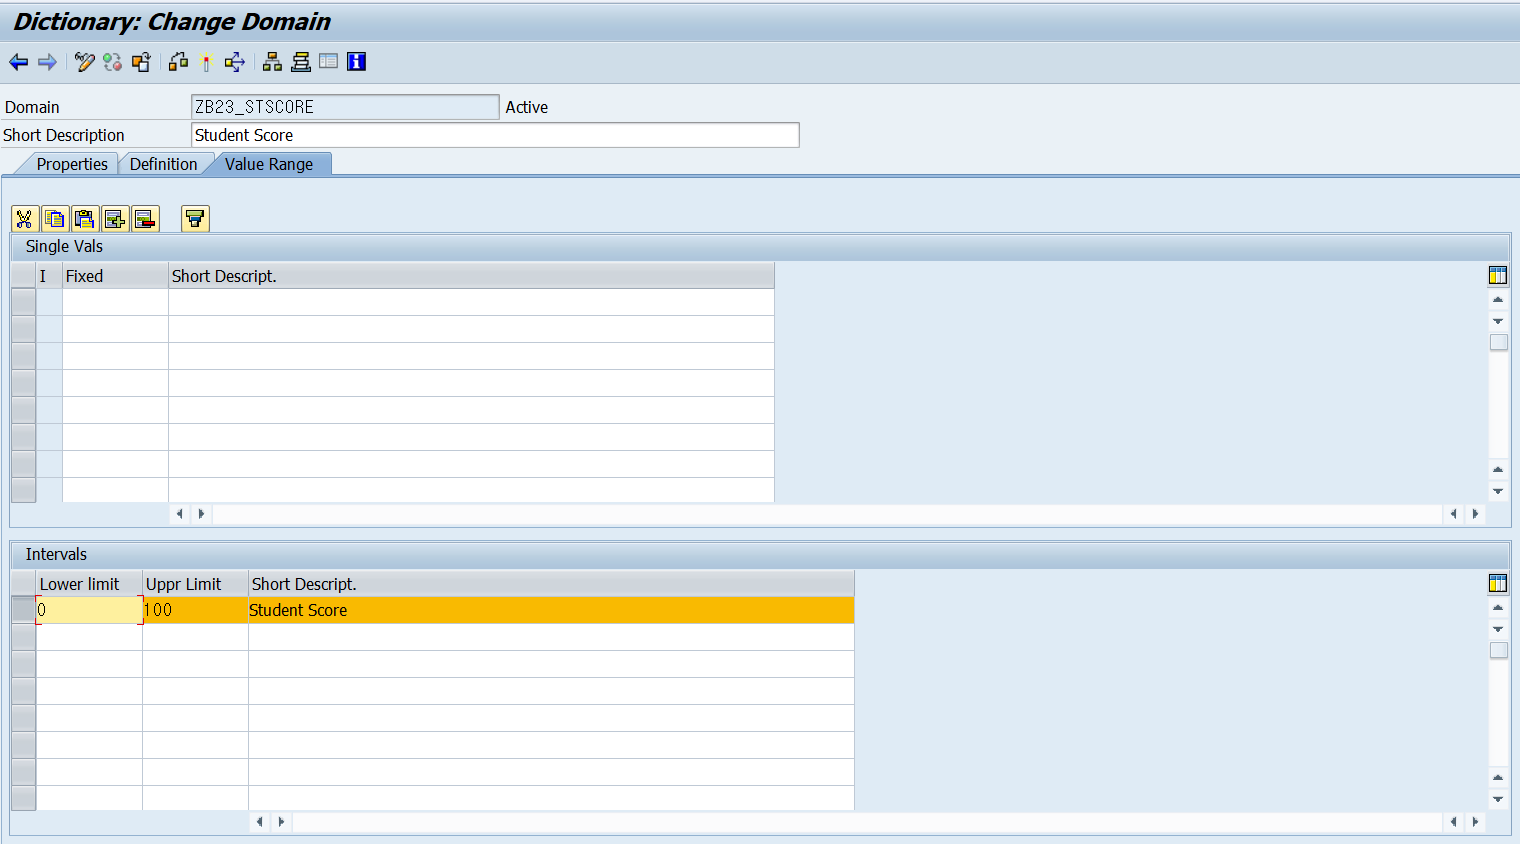 Dictionary: Change Domain
Domain ZB23_STSCORE Active
Short Description Student Score
Properties Definition Value Range
Single Vals
I Fixed Short Descript.
Intervals
Lower limit Uppr Limit Short Descript.
0 100 Student Score